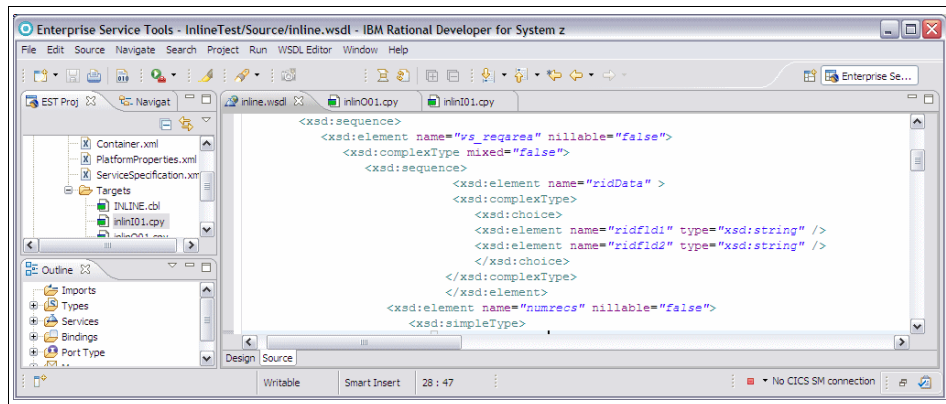 Enterprise Service Tools - InlineTest/Source/inline.wsdl - IBM Rational Developer for System z
File Edit Source Navigate Search Project Run WSDL Editor Window Help
Enterprise Se...
EST Proj Navigat
Container.xml
PlatformProperties.xml
ServiceSpecification.xm
Targets
INLINE.cbl
inlinI01.cpy
inlinO01.cpy
inline.wsdl inlinO01.cpy inlinI01.cpy
<xsd:sequence>
<xsd:element name="vs_reqarea" nillable="false">
<xsd:complexType mixed="false">
<xsd:sequence>
<xsd:element name="ridData" >
<xsd:complexType>
<xsd:choice>
<xsd:element name="ridfld1" type="xsd:string" />
<xsd:element name="ridfld2" type="xsd:string" />
</xsd:choice>
</xsd:complexType>
</xsd:element>
<xsd:element name="numrecs" nillable="false">
<xsd:simpleType>
Design Source
Outline
Imports
Types
Services
Bindings
Port Type
Writable Smart Insert 28 : 47 No CICS SM connection